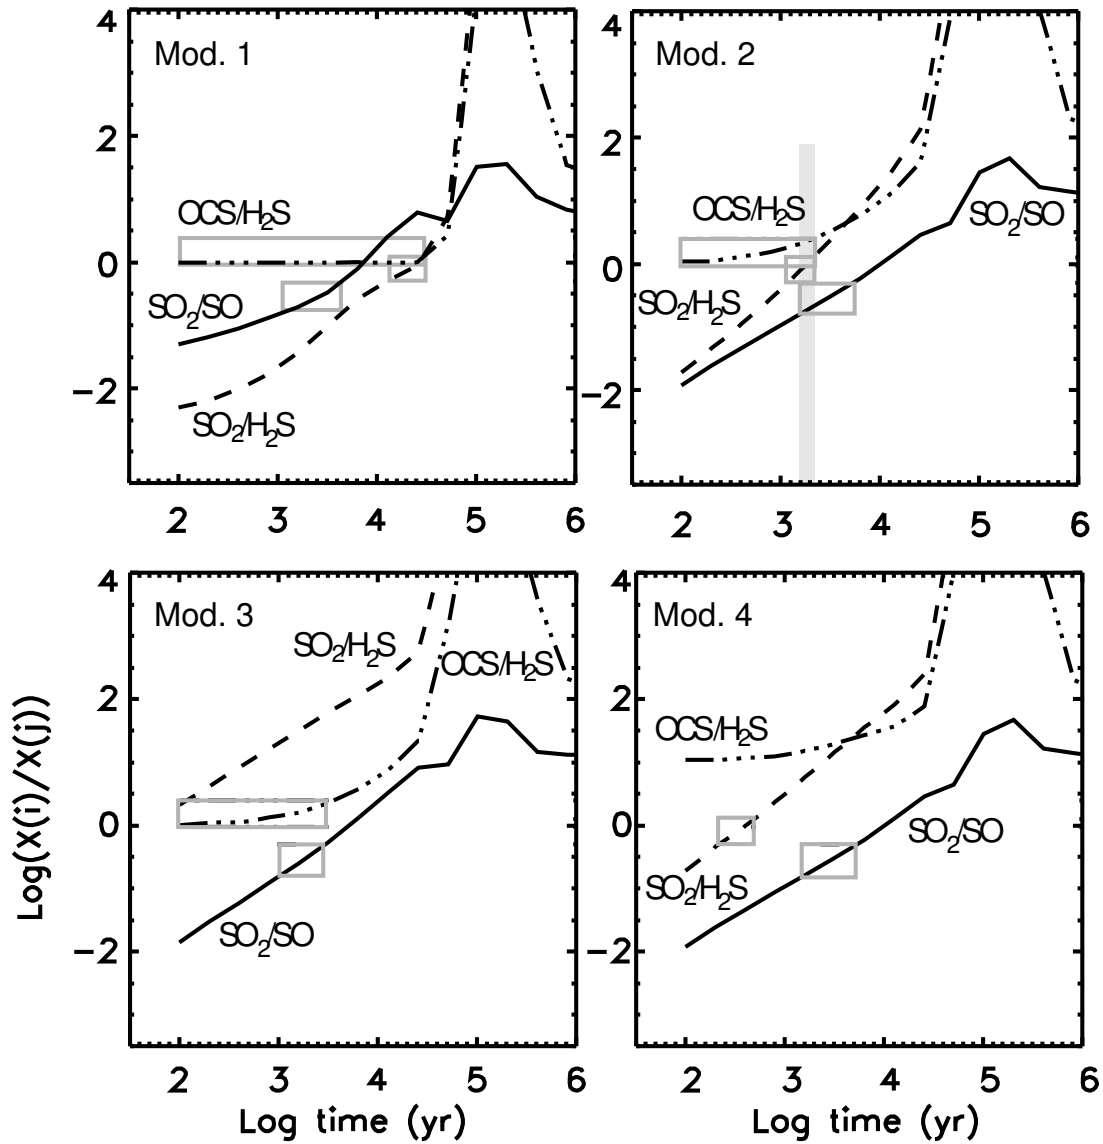 Mod. 1
4
2
0
−2
OCS/H₂S
SO₂/SO
SO₂/H₂S
2 3 4 5 6
Mod. 2
4
2
0
−2
OCS/H₂S
SO₂/SO
SO₂/H₂S
2 3 4 5 6
Mod. 3
4
2
0
−2
SO₂/H₂S
OCS/H₂S
SO₂/SO
2 3 4 5 6
Log time (yr)
Log(X(i)/X(j))
Mod. 4
4
2
0
−2
OCS/H₂S
SO₂/SO
SO₂/H₂S
2 3 4 5 6
Log time (yr)